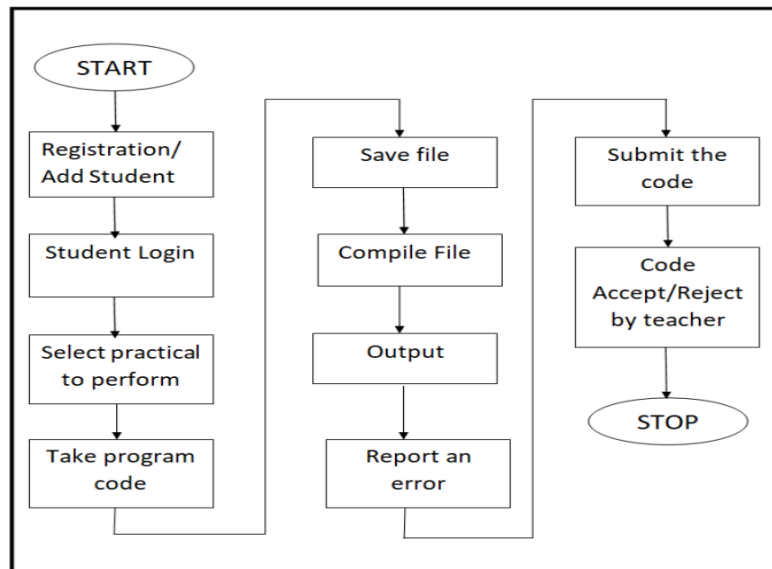 START
Registration/
Add Student
Student Login
Select practical
to perform
Take program
code
Save file
Compile File
Output
Report an
error
Submit the
code
Code
Accept/Reject
by teacher
STOP